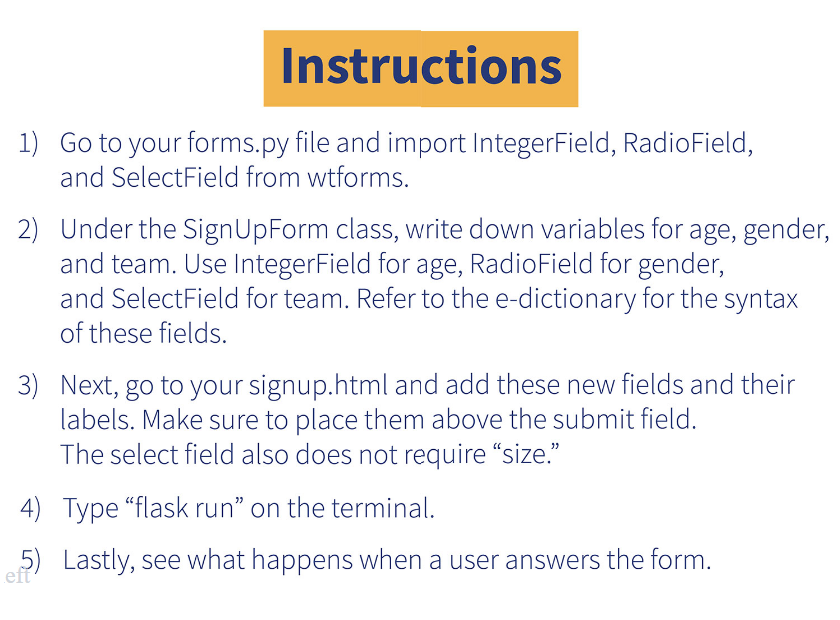 Instructions
1) Go to your forms.py file and import IntegerField, RadioField,
and SelectField from wtforms.
2) Under the SignUpForm class, write down variables for age, gender,
and team. Use IntegerField for age, RadioField for gender,
and SelectField for team. Refer to the e-dictionary for the syntax
of these fields.
3) Next, go to your signup.html and add these new fields and their
labels. Make sure to place them above the submit field.
The select field also does not require “size.”
4) Type “flask run” on the terminal.
5) Lastly, see what happens when a user answers the form.
eft